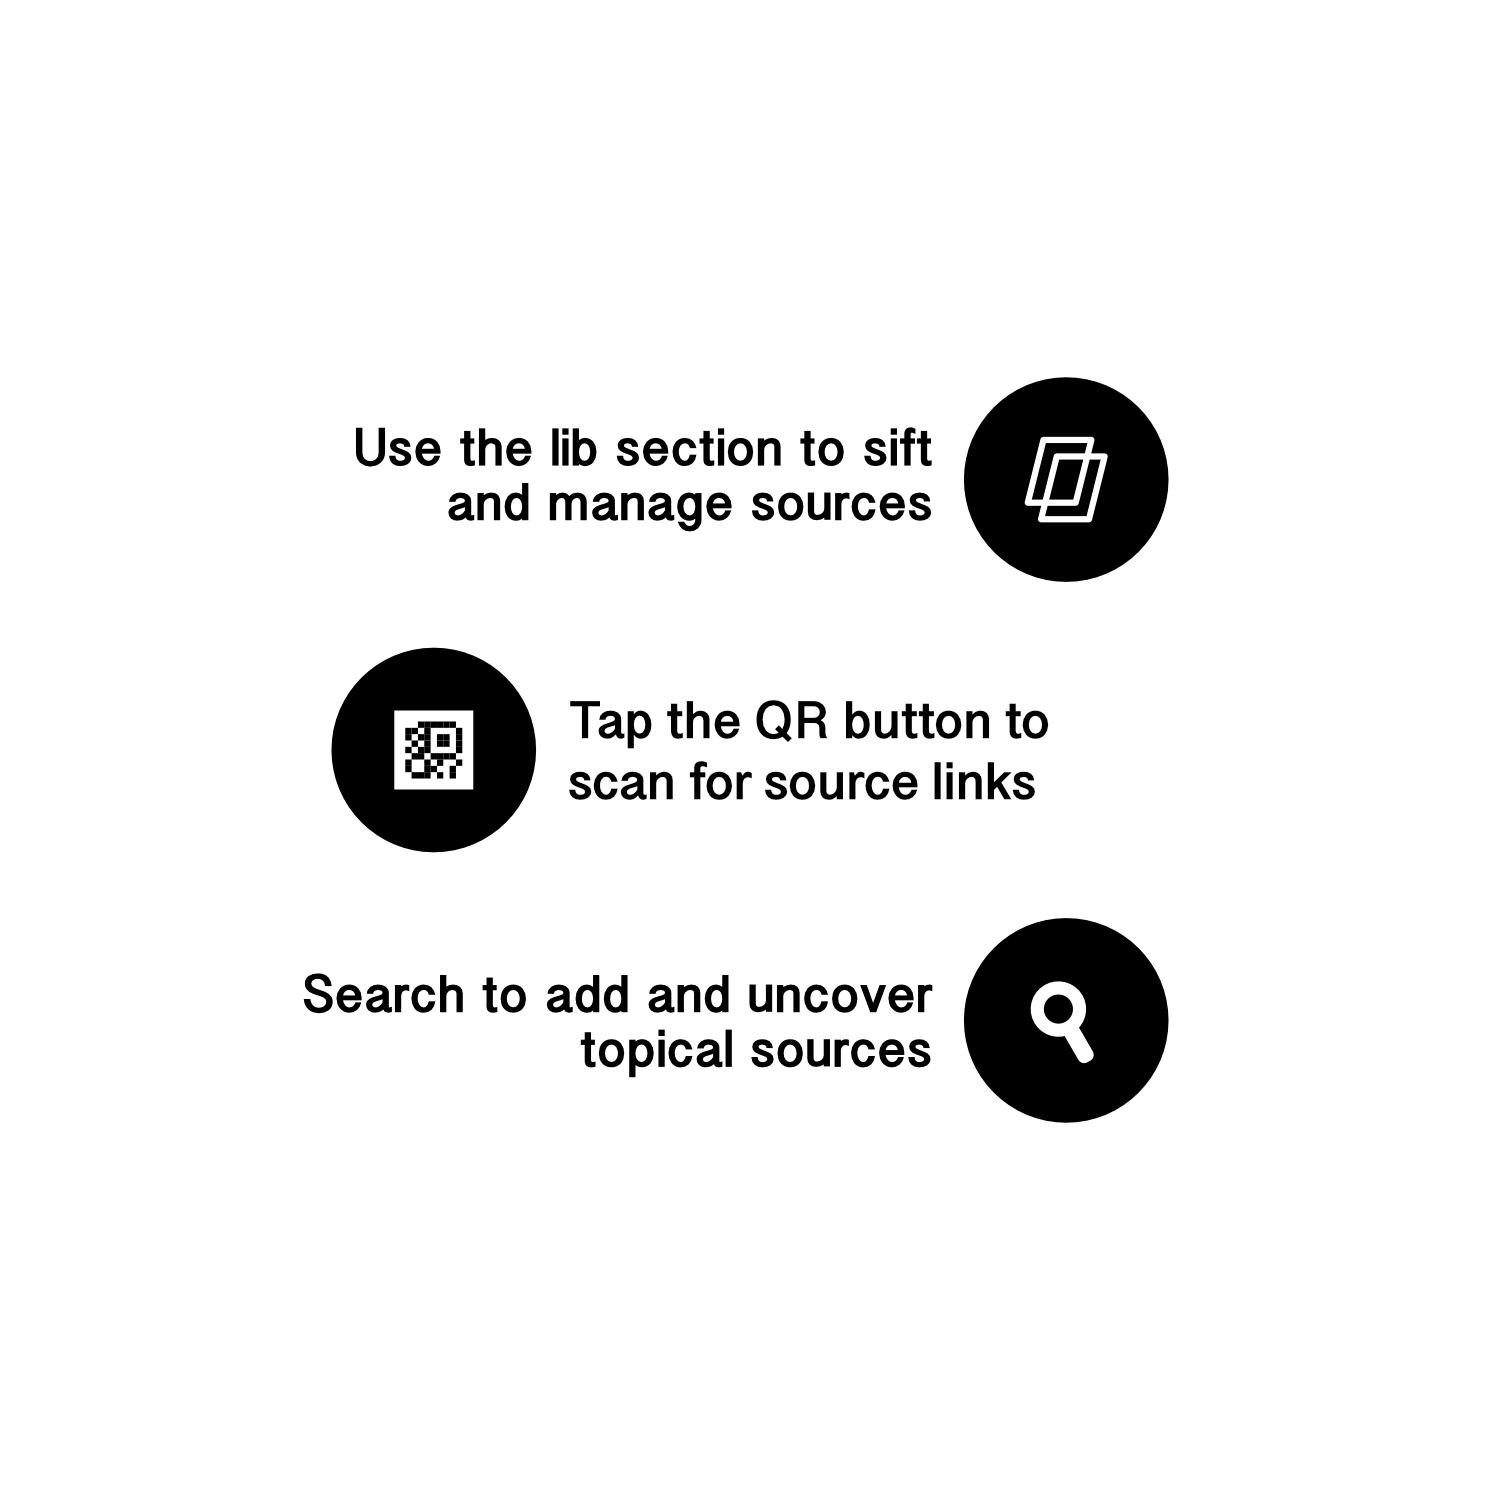 Use the lib section to sift
and manage sources
Tap the QR button to
scan for source links
Search to add and uncover
topical sources